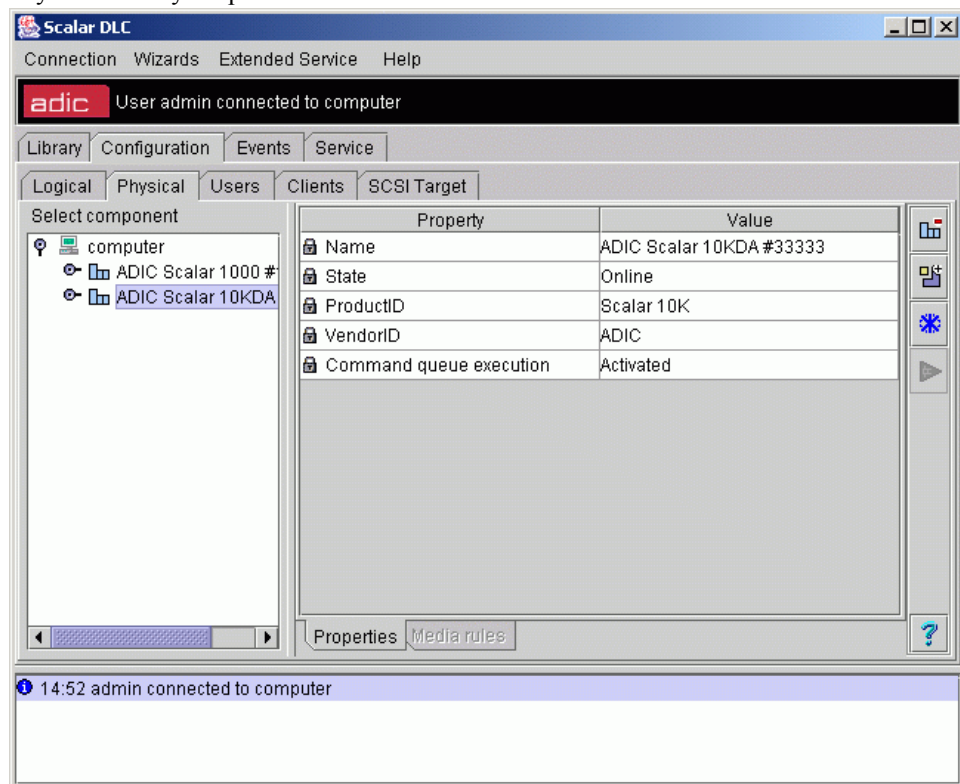 Scalar DLC
Connection Wizards Extended Service Help
adic User admin connected to computer
Library Configuration Events Service
Logical Physical Users Clients SCSI Target
Select component
computer
ADIC Scalar 1000 #
ADIC Scalar 10KDA
Property Value
Name ADIC Scalar 10KDA #33333
State Online
ProductID Scalar 10K
VendorID ADIC
Command queue execution Activated
Properties Media rules
14:52 admin connected to computer